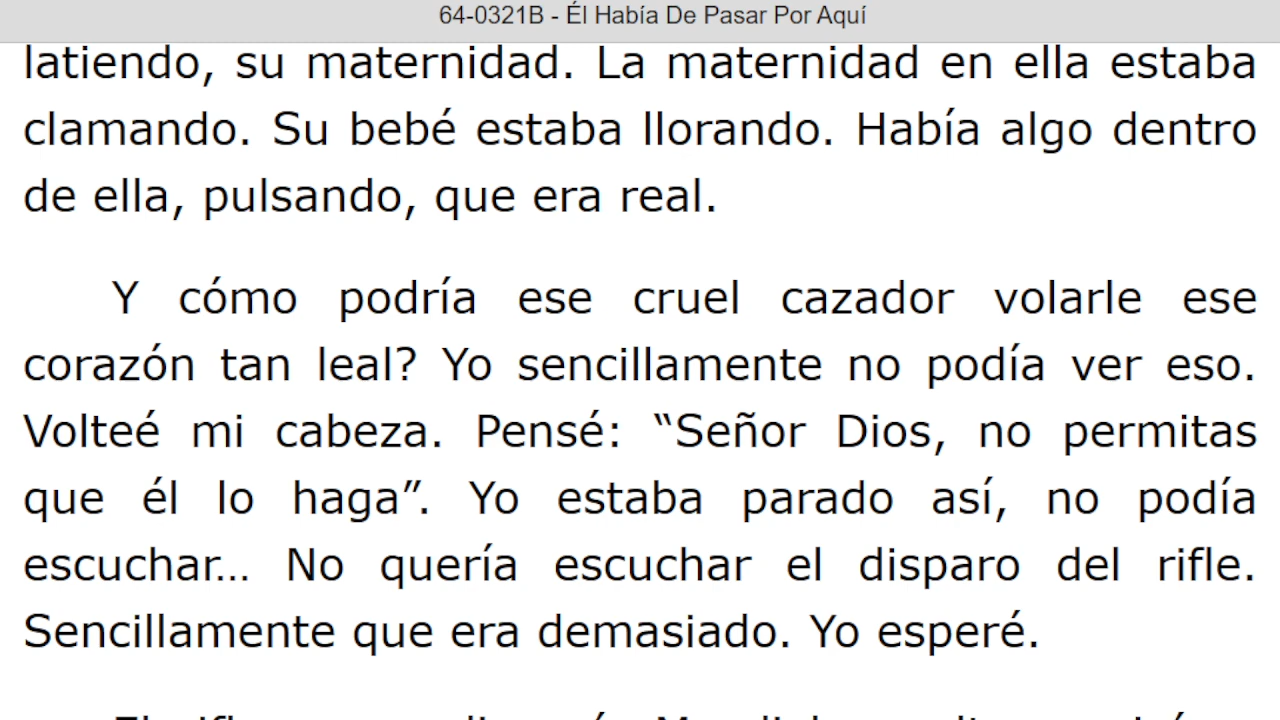 64-0321B - Él Había De Pasar Por Aquí
latiendo, su maternidad. La maternidad en ella estaba
clamando. Su bebé estaba llorando. Había algo dentro
de ella, pulsando, que era real.
Y cómo podría ese cruel cazador volarle ese
corazón tan leal? Yo sencillamente no podía ver eso.
Volteé mi cabeza. Pensé: “Señor Dios, no permitas
que él lo haga”. Yo estaba parado así, no podía
escuchar... No quería escuchar el disparo del rifle.
Sencillamente que era demasiado. Yo esperé.